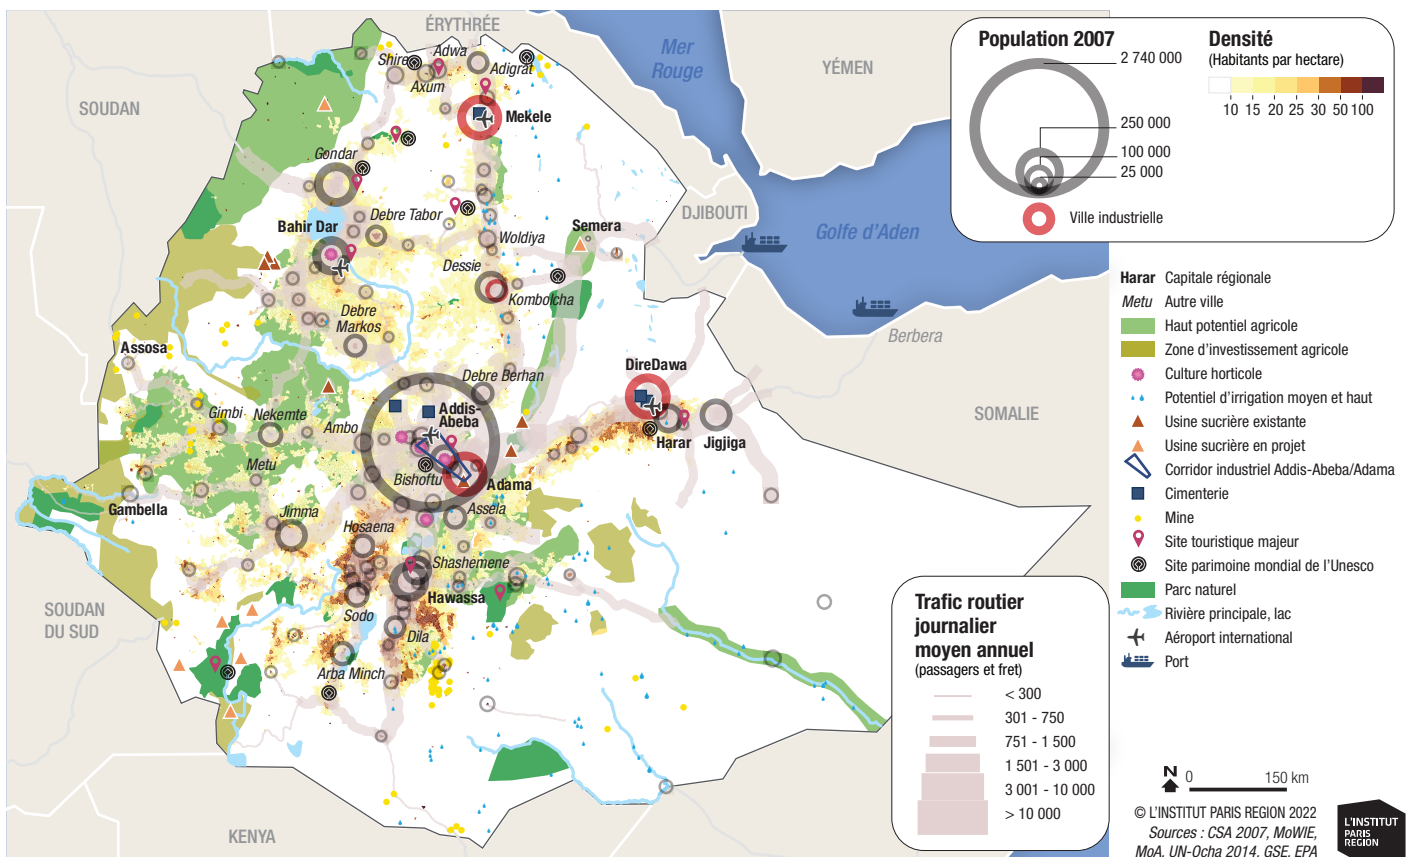 ÉRYTHRÉE
Mer
Rouge
YÉMEN
SOUDAN
DJIBOUTI
Golfe d'Aden
Berbera
SOMALIE
SOUDAN
DU SUD
KENYA
Shire
Adwa
Axum
Adigrat
Mekele
Gondar
Debre Tabor
Bahir Dar
Woldiya
Semera
Dessie
Kombolcha
Debre
Markos
Assosa
DireDawa
Debre Berhan
Gimbi
Nekemte
Ambo
Addis-
Abeba
Harar
Jigjiga
Metu
Bishoftu
Adama
Gambella
Jimma
Hosaena
Assela
Shashemene
Hawassa
Sodo
Dila
Arba Minch
Population 2007
2 740 000
250 000
100 000
25 000
Ville industrielle
Densité
(Habitants par hectare)
10 15 20 25 30 50 100
Harar Capitale régionale
Metu Autre ville
Haut potentiel agricole
Zone d'investissement agricole
Culture horticole
Potentiel d'irrigation moyen et haut
Usine sucrière existante
Usine sucrière en projet
Corridor industriel Addis-Abeba/Adama
Cimenterie
Mine
Site touristique majeur
Site parimoine mondial de l'Unesco
Parc naturel
Rivière principale, lac
Aéroport international
Port
Trafic routier
journalier
moyen annuel
(passagers et fret)
< 300
301 - 750
751 - 1 500
1 501 - 3 000
3 001 - 10 000
> 10 000
N 0 150 km
© L'INSTITUT PARIS REGION 2022
Sources : CSA 2007, MoWIE,
MoA, UN-Ocha 2014, GSE, EPA
L'INSTITUT
PARIS
REGION